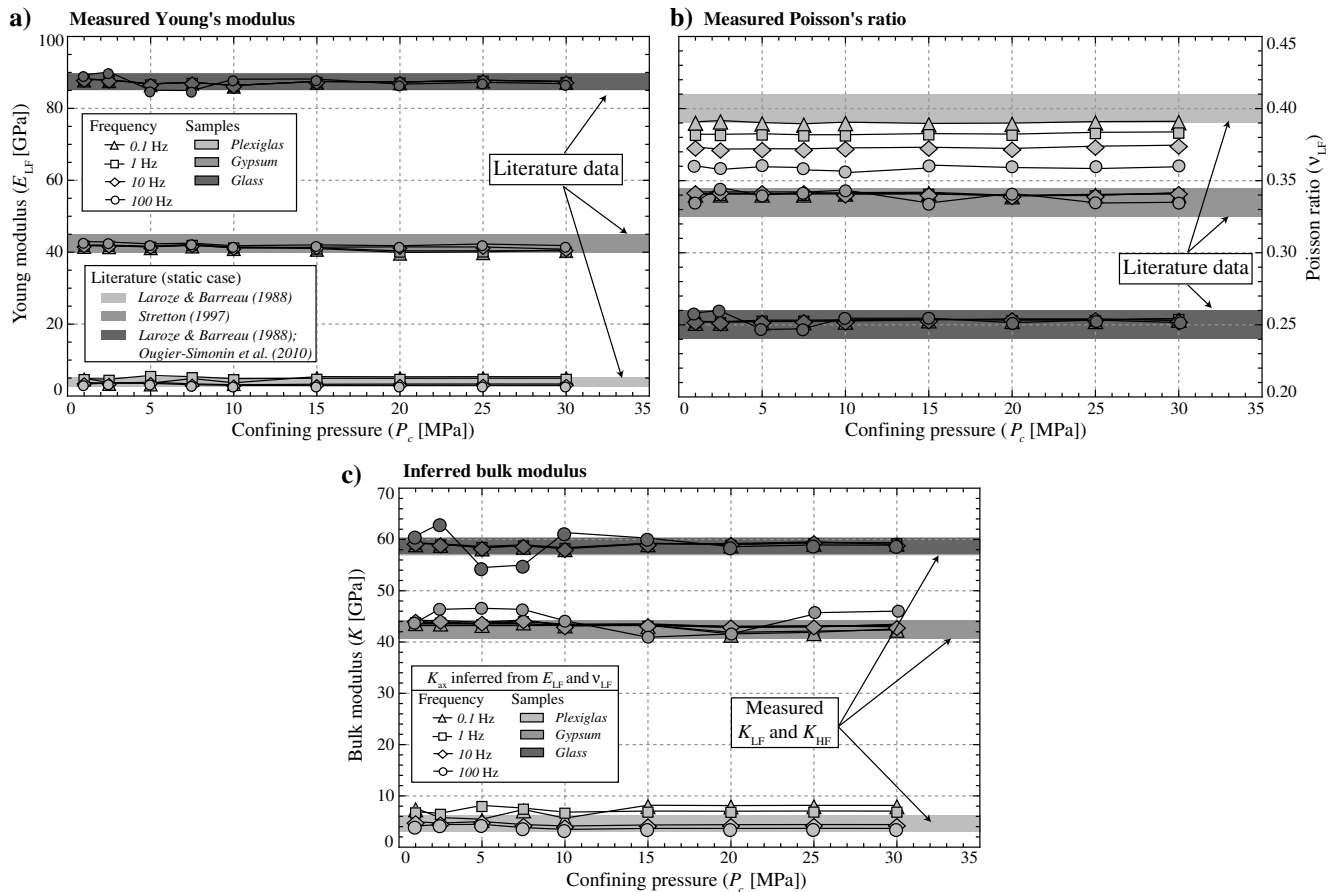 a) Measured Young's modulus
100
80
60
40
20
0
Young modulus (E_LF [GPa])
Frequency Samples
0.1 Hz Plexiglas
1 Hz Gypsum
10 Hz Glass
100 Hz
Literature data
Literature (static case)
Laroze & Barreau (1988)
Stretton (1997)
Laroze & Barreau (1988);
Ougier-Simonin et al. (2010)
0 5 10 15 20 25 30 35
Confining pressure (P_c [MPa])
b) Measured Poisson's ratio
0.45
0.40
0.35
0.30
0.25
0.20
Poisson ratio (ν_LF)
Literature data
0 5 10 15 20 25 30 35
Confining pressure (P_c [MPa])
c) Inferred bulk modulus
70
60
50
40
30
20
10
0
Bulk modulus (K [GPa])
K_ax inferred from E_LF and ν_LF
Frequency Samples
0.1 Hz Plexiglas
1 Hz Gypsum
10 Hz Glass
100 Hz
Measured
K_LF and K_HF
0 5 10 15 20 25 30 35
Confining pressure (P_c [MPa])